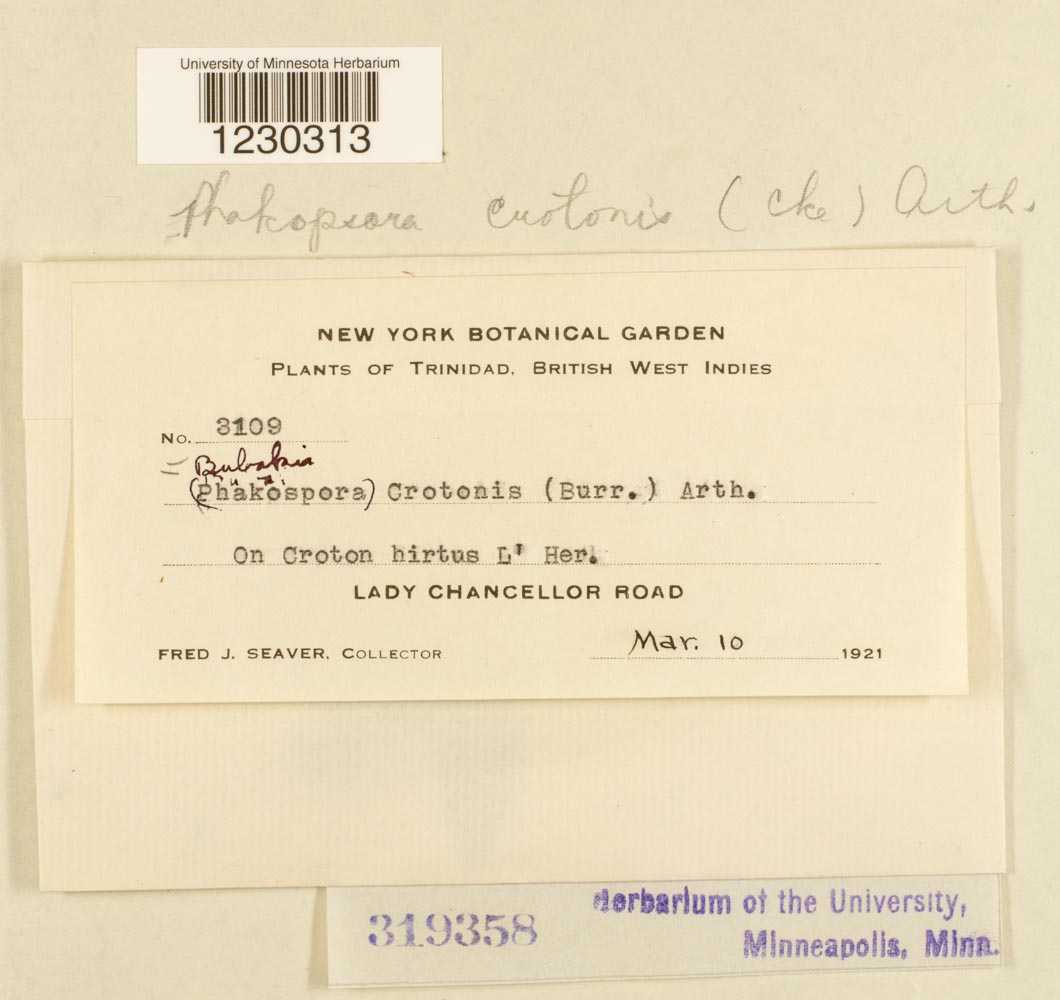 University of Minnesota Herbarium
1230313
Phakopsora crotonis (Cke) Arth.
NEW YORK BOTANICAL GARDEN
PLANTS OF TRINIDAD, BRITISH WEST INDIES
No. 3109
= Bubakia
(Phakospora) Crotonis (Burr.) Arth.
On Croton hirtus L' Her.
LADY CHANCELLOR ROAD
FRED J. SEAVER, COLLECTOR Mar. 10 1921
319358 Herbarium of the University,
Minneapolis, Minn.